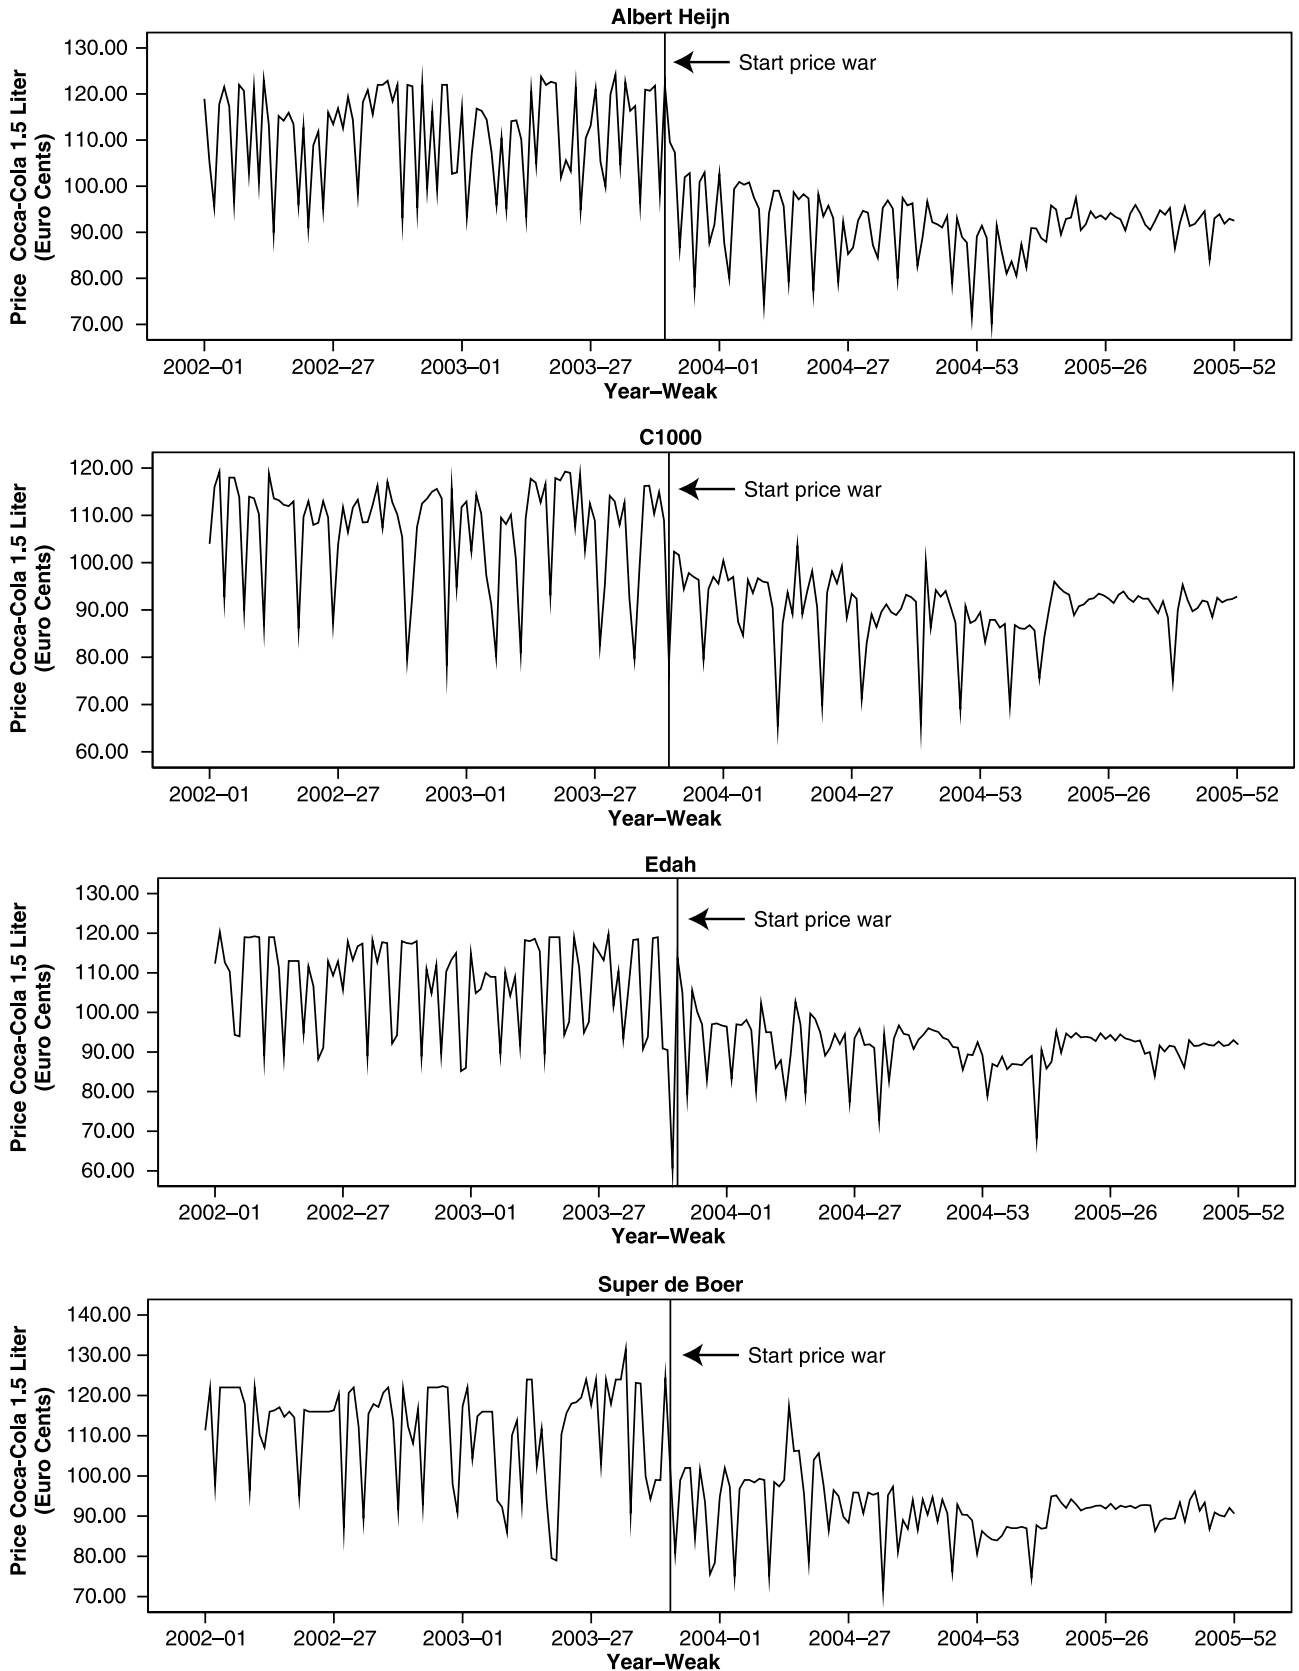 Albert Heijn
130.00
120.00
110.00
100.00
90.00
80.00
70.00
Price Coca-Cola 1.5 Liter
(Euro Cents)
Start price war
2002–01 2002–27 2003–01 2003–27 2004–01 2004–27 2004–53 2005–26 2005–52
Year–Weak
C1000
120.00
110.00
100.00
90.00
80.00
70.00
60.00
Price Coca-Cola 1.5 Liter
(Euro Cents)
Start price war
2002–01 2002–27 2003–01 2003–27 2004–01 2004–27 2004–53 2005–26 2005–52
Year–Weak
Edah
130.00
120.00
110.00
100.00
90.00
80.00
70.00
60.00
Price Coca-Cola 1.5 Liter
(Euro Cents)
Start price war
2002–01 2002–27 2003–01 2003–27 2004–01 2004–27 2004–53 2005–26 2005–52
Year–Weak
Super de Boer
140.00
130.00
120.00
110.00
100.00
90.00
80.00
70.00
Price Coca-Cola 1.5 Liter
(Euro Cents)
Start price war
2002–01 2002–27 2003–01 2003–27 2004–01 2004–27 2004–53 2005–26 2005–52
Year–Weak